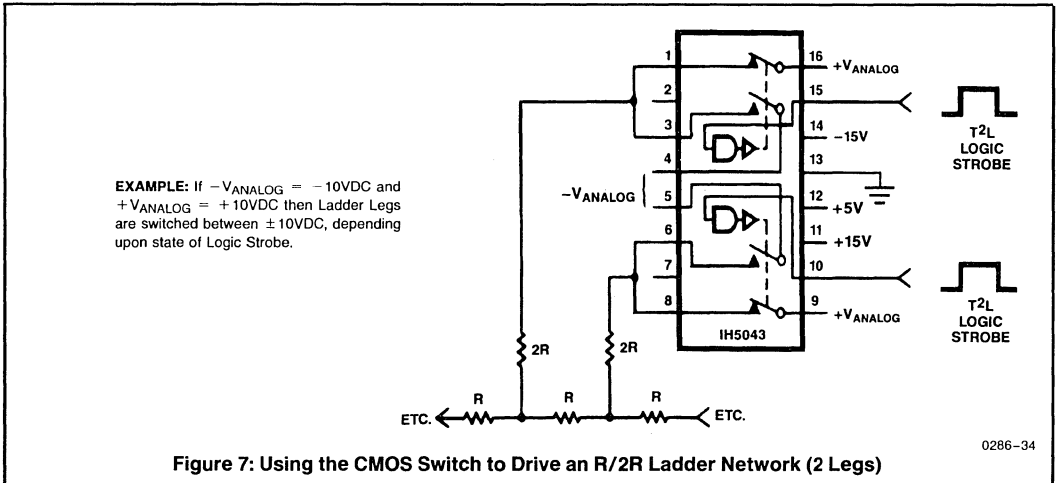 1
2
3
4
5
6
7
8
16
15
14
13
12
11
10
9
+VANALOG
-15V
+5V
+15V
+VANALOG
-VANALOG
IH5043
T2L
LOGIC
STROBE
T2L
LOGIC
STROBE
EXAMPLE: If −VANALOG = −10VDC and
+VANALOG = +10VDC then Ladder Legs
are switched between ±10VDC, depending
upon state of Logic Strobe.
2R
2R
ETC.
R
R
R
ETC.
0286–34
Figure 7: Using the CMOS Switch to Drive an R/2R Ladder Network (2 Legs)